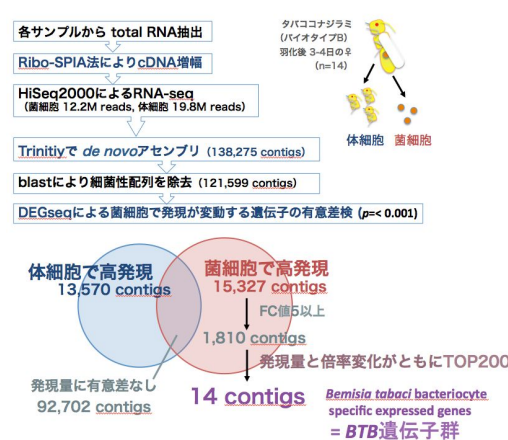 各サンプルから total RNA抽出
Ribo-SPIA法によりcDNA増幅
HiSeq2000によるRNA-seq
（菌細胞 12.2M reads, 体細胞 19.8M reads）
Trinitiyで de novoアセンブリ（138,275 contigs）
blastにより細菌性配列を除去（121,599 contigs）
DEGseqによる菌細胞で発現が変動する遺伝子の有意差検 (p=< 0.001)
タバココナジラミ
（バイオタイプB）
羽化後 3-4日の♀
（n=14）
体細胞 菌細胞
体細胞で高発現
13,570 contigs
菌細胞で高発現
15,327 contigs
FC値5以上
1,810 contigs
発現量と倍率変化がともにTOP200
発現量に有意差なし
92,702 contigs
14 contigs
Bemisia tabaci bacteriocyte
specific expressed genes
= BTB遺伝子群